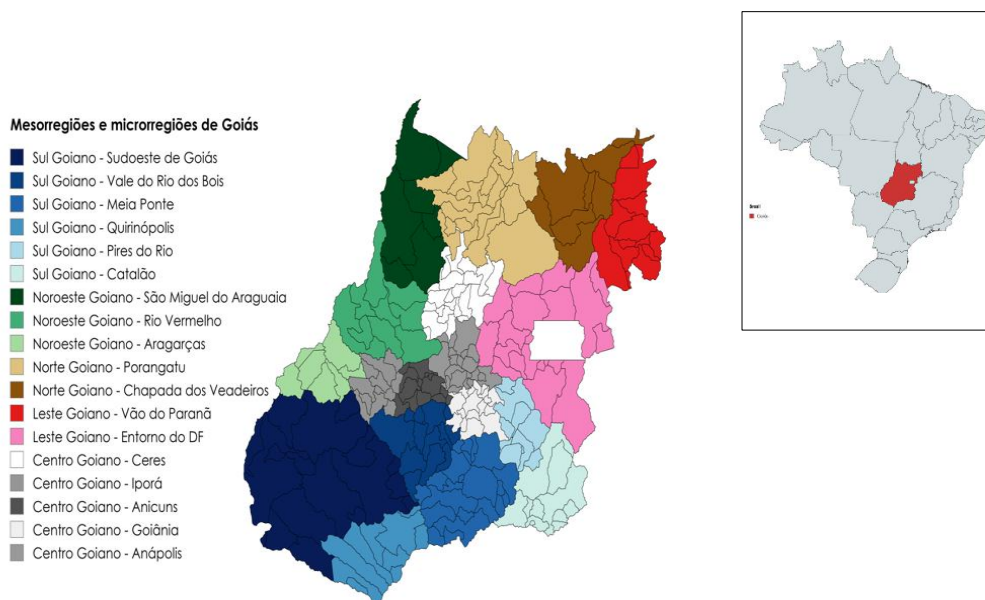 Mesorregiões e microrregiões de Goiás
Sul Goiano - Sudoeste de Goiás
Sul Goiano - Vale do Rio dos Bois
Sul Goiano - Meia Ponte
Sul Goiano - Quirinópolis
Sul Goiano - Pires do Rio
Sul Goiano - Catalão
Noroeste Goiano - São Miguel do Araguaia
Noroeste Goiano - Rio Vermelho
Noroeste Goiano - Aragarças
Norte Goiano - Porangatu
Norte Goiano - Chapada dos Veadeiros
Leste Goiano - Vão do Paranã
Leste Goiano - Entorno do DF
Centro Goiano - Ceres
Centro Goiano - Iporá
Centro Goiano - Anicuns
Centro Goiano - Goiânia
Centro Goiano - Anápolis
Brasil
Goiás